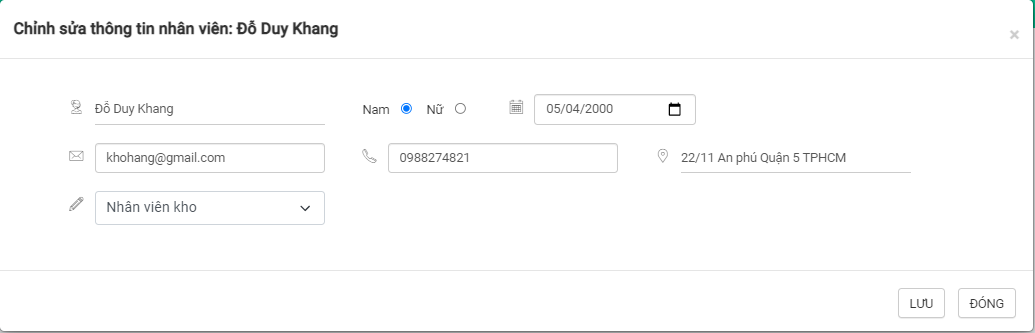 Chỉnh sửa thông tin nhân viên: Đỗ Duy Khang
×
Đỗ Duy Khang
Nam Nữ
05/04/2000
khohang@gmail.com
0988274821
22/11 An phú Quận 5 TPHCM
Nhân viên kho
LƯU ĐÓNG